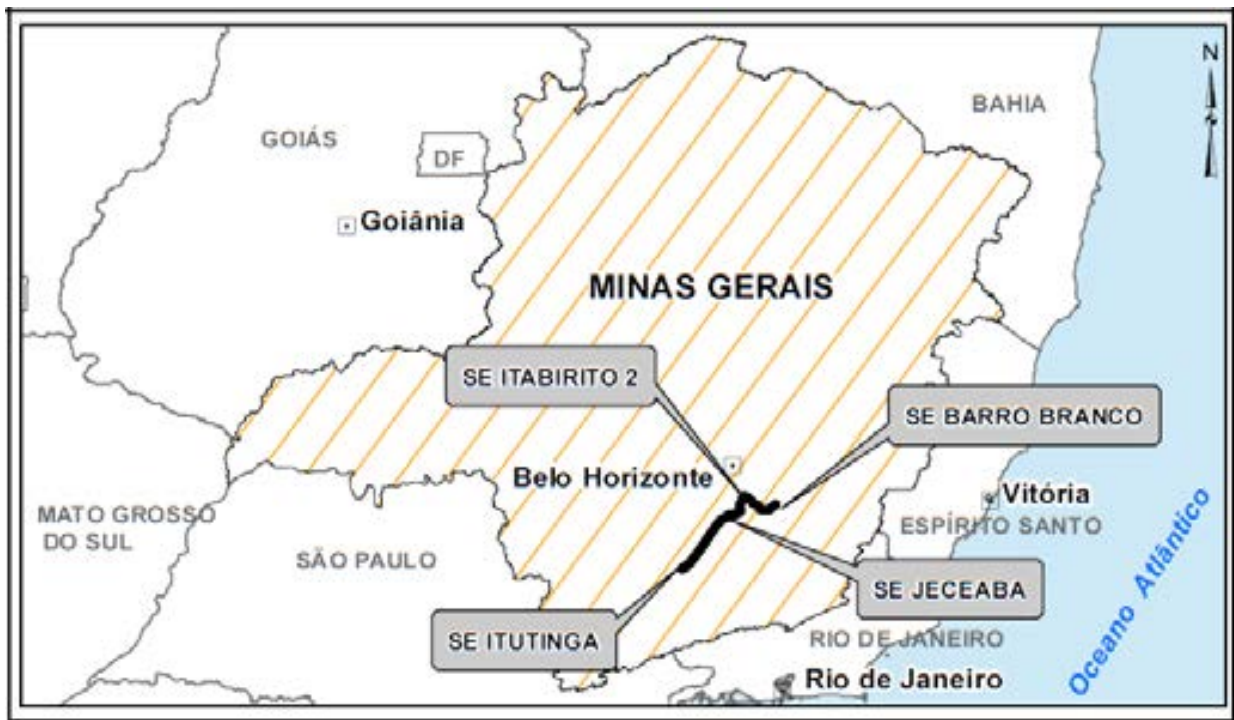 N
BAHIA
GOIÁS
DF
Goiânia
MINAS GERAIS
SE ITABIRITO 2
SE BARRO BRANCO
Belo Horizonte
Vitória
MATO GROSSO
DO SUL
ESPÍRITO SANTO
SÃO PAULO
SE JECEABA
SE ITUTINGA
RIO DE JANEIRO
Rio de Janeiro
Oceano Atlântico